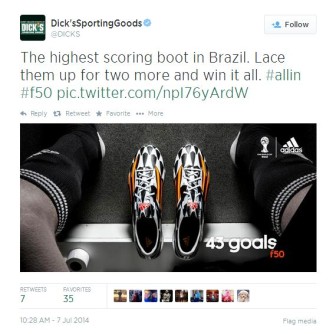 DICK'S
Dick'sSportingGoods
@DICKS
Follow
The highest scoring boot in Brazil. Lace
them up for two more and win it all. #allin
#f50 pic.twitter.com/npI76yArdW
Reply Retweet Favorite More
adidas
43 goals
f50
RETWEETS FAVORITES
7 35
10:28 AM - 7 Jul 2014
Flag media